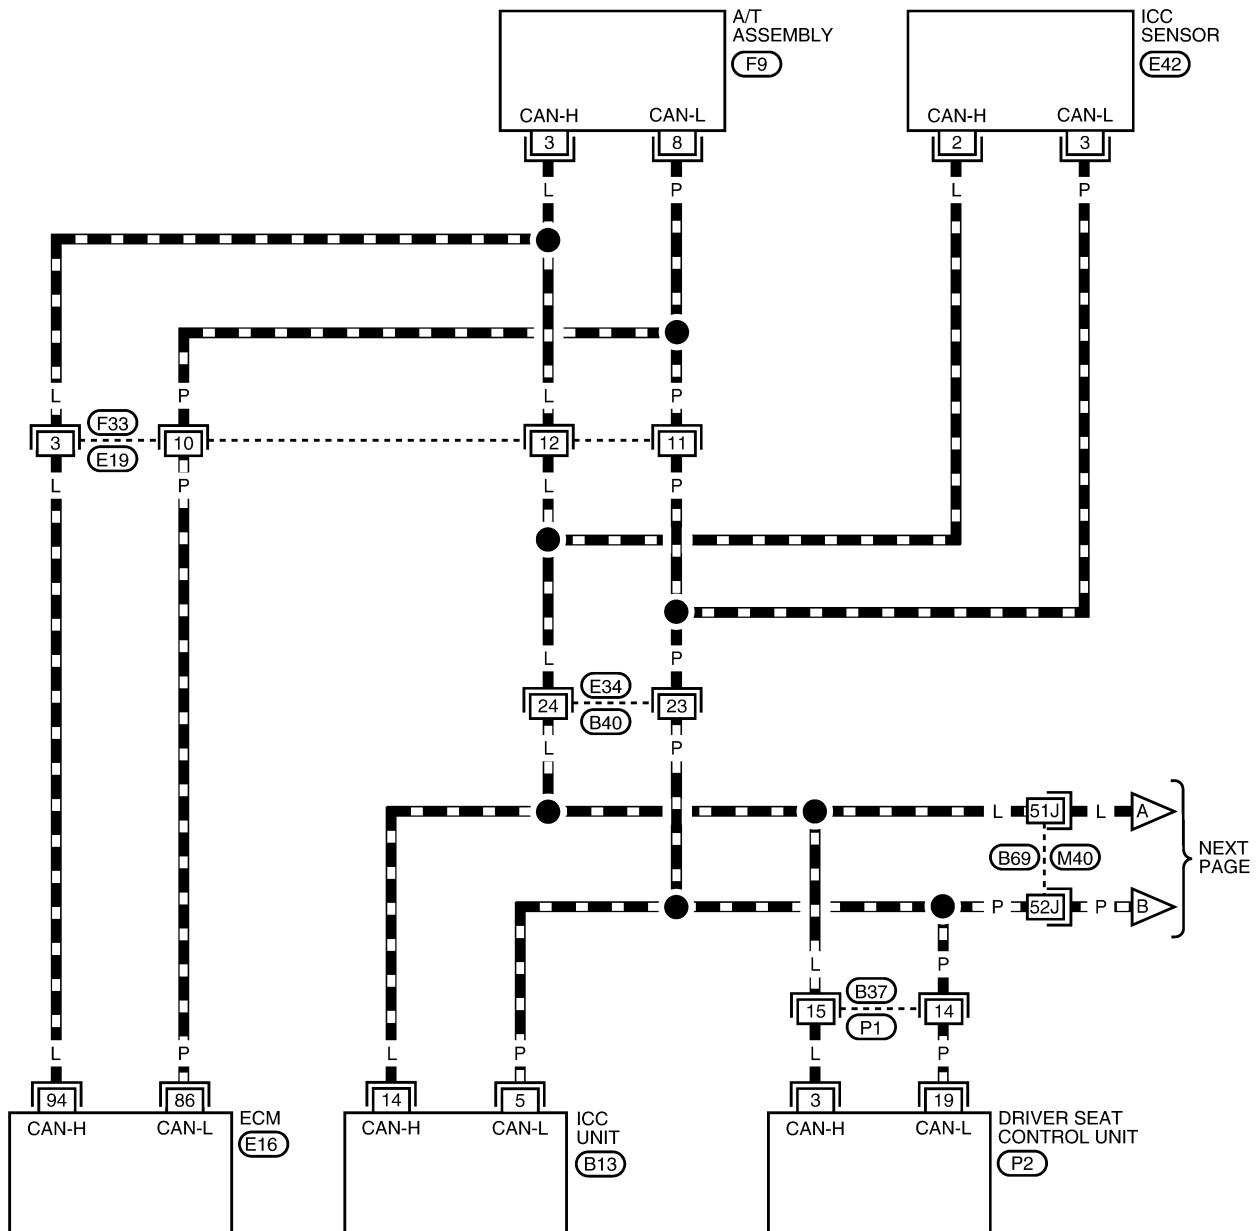 A/T
ASSEMBLY
F9
ICC
SENSOR
E42
CAN-H
CAN-L
CAN-H
CAN-L
3
8
2
3
L
P
L
P
L
P
L
P
F33
3
10
12
11
E19
L
P
L
P
L
P
E34
24
23
B40
L
P
L
51J
L
A
B69
M40
NEXT
PAGE
P
52J
P
B
L
P
B37
15
14
P1
L
P
L
P
L
P
94
86
14
5
3
19
CAN-H
CAN-L
ECM
E16
CAN-H
CAN-L
ICC
UNIT
B13
CAN-H
CAN-L
DRIVER SEAT
CONTROL UNIT
P2